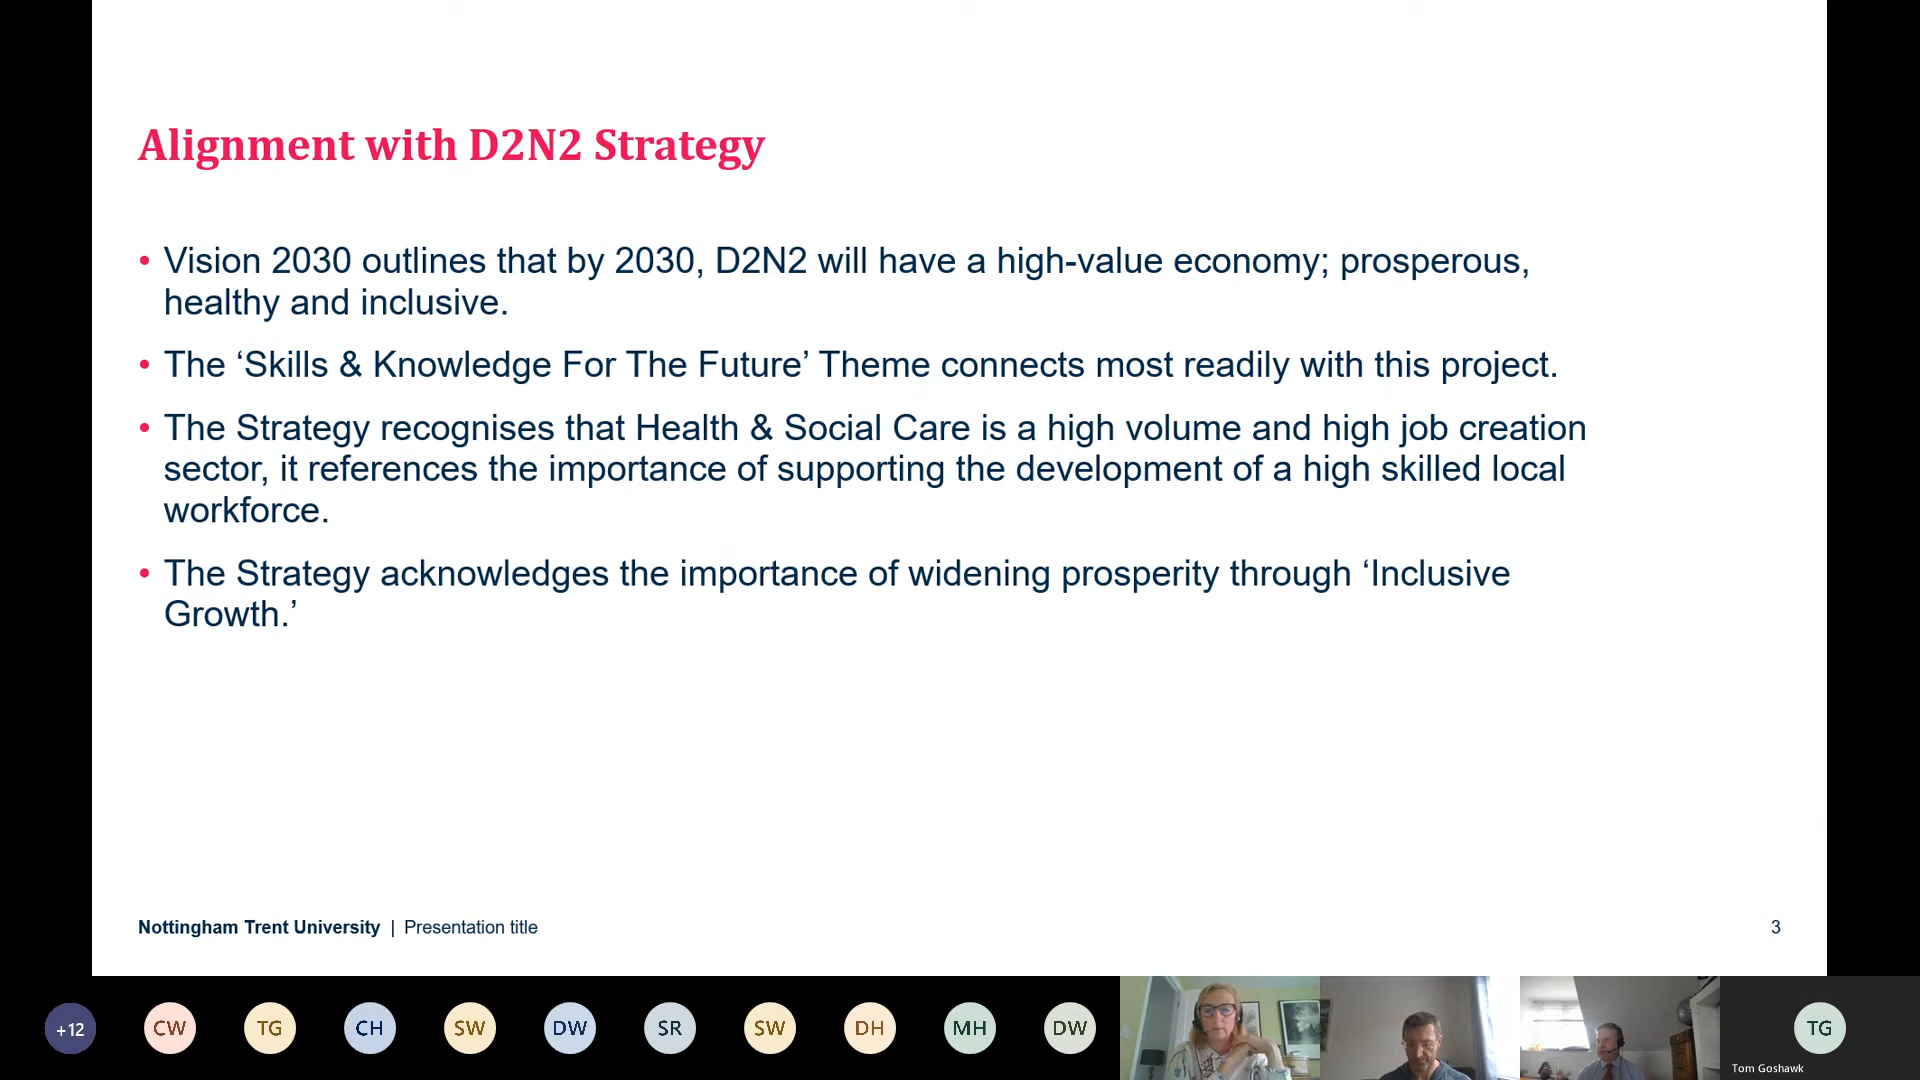 Alignment with D2N2 Strategy
• Vision 2030 outlines that by 2030, D2N2 will have a high-value economy; prosperous,
healthy and inclusive.
• The ‘Skills & Knowledge For The Future’ Theme connects most readily with this project.
• The Strategy recognises that Health & Social Care is a high volume and high job creation
sector, it references the importance of supporting the development of a high skilled local
workforce.
• The Strategy acknowledges the importance of widening prosperity through ‘Inclusive
Growth.’
Nottingham Trent University | Presentation title 3
+12 CW TG CH SW DW SR SW DH MH DW TG
Tom Goshawk